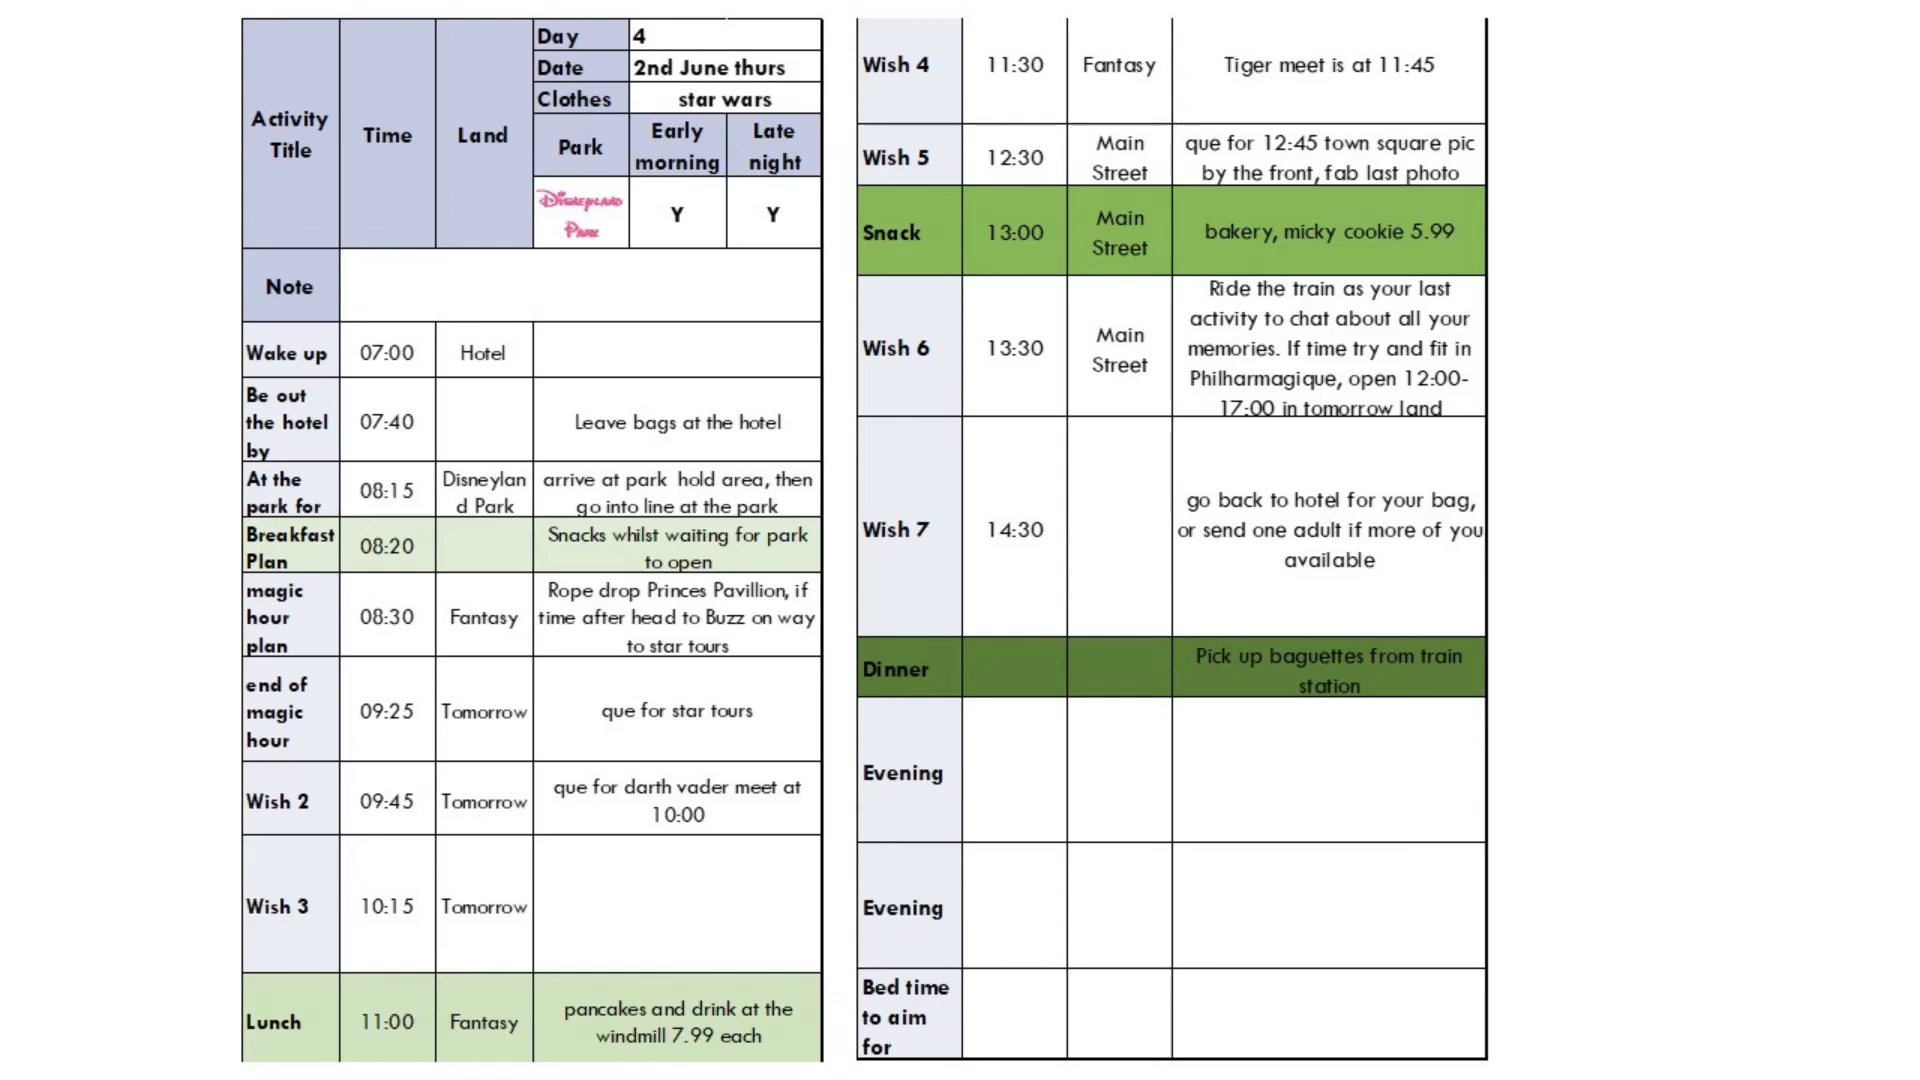 Activity
Title
Time
Land
Day
4
Date
2nd June thurs
Clothes
star wars
Park
Early
morning
Late
night
Disneyland
Park
Y
Y
Note
Wake up
07:00
Hotel
Be out
the hotel
by
07:40
Leave bags at the hotel
At the
park for
08:15
Disneylan
d Park
arrive at park hold area, then
go into line at the park
Breakfast
Plan
08:20
Snacks whilst waiting for park
to open
magic
hour
plan
08:30
Fantasy
Rope drop Princes Pavillion, if
time after head to Buzz on way
to star tours
end of
magic
hour
09:25
Tomorrow
que for star tours
Wish 2
09:45
Tomorrow
que for darth vader meet at
10:00
Wish 3
10:15
Tomorrow
Lunch
11:00
Fantasy
pancakes and drink at the
windmill 7.99 each
Wish 4
11:30
Fantasy
Tiger meet is at 11:45
Wish 5
12:30
Main
Street
que for 12:45 town square pic
by the front, fab last photo
Snack
13:00
Main
Street
bakery, micky cookie 5.99
Wish 6
13:30
Main
Street
Ride the train as your last
activity to chat about all your
memories. If time try and fit in
Philharmagique, open 12:00-
17:00 in tomorrow land
Wish 7
14:30
go back to hotel for your bag,
or send one adult if more of you
available
Dinner
Pick up baguettes from train
station
Evening
Evening
Bed time
to aim
for